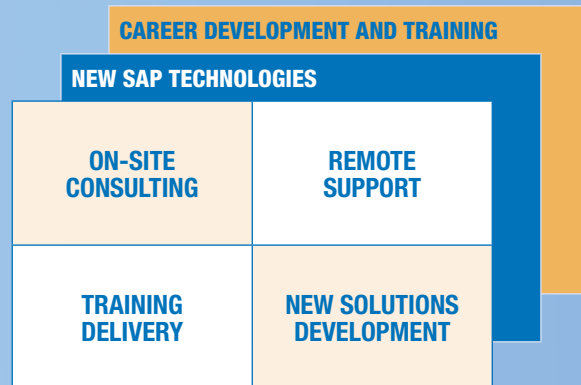 CAREER DEVELOPMENT AND TRAINING
NEW SAP TECHNOLOGIES
ON-SITE
CONSULTING
REMOTE
SUPPORT
TRAINING
DELIVERY
NEW SOLUTIONS
DEVELOPMENT